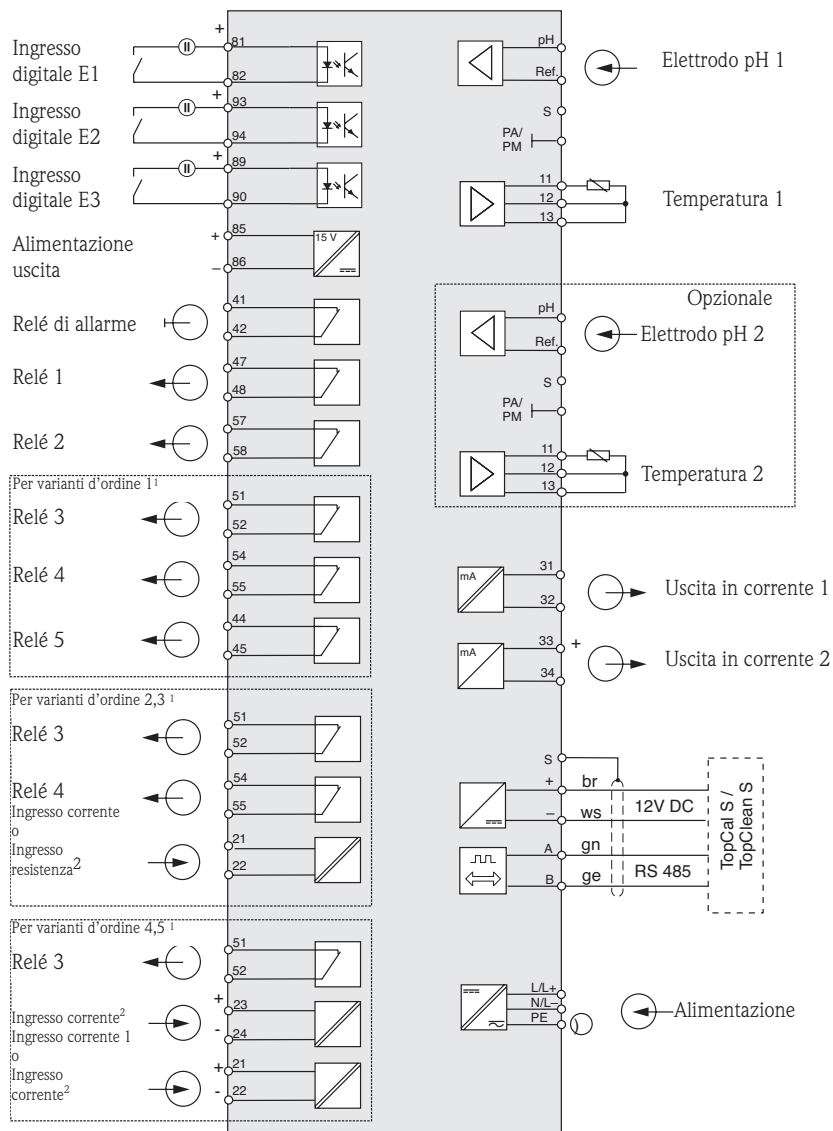 Ingresso
digitale E1
+
81
82
Ingresso
digitale E2
+
93
94
Ingresso
digitale E3
+
89
90
Alimentazione
uscita
+
85
–
86
15 V
Relé di allarme
41
42
Relé 1
47
48
Relé 2
57
58
Per varianti d'ordine 1¹
Relé 3
51
52
Relé 4
54
55
Relé 5
44
45
Per varianti d'ordine 2,3 ¹
Relé 3
51
52
Relé 4
54
55
Ingresso corrente
o
Ingresso
resistenza²
21
22
Per varianti d'ordine 4,5 ¹
Relé 3
51
52
Ingresso corrente²
Ingresso corrente 1
o
Ingresso
corrente²
+
23
-
24
+
21
-
22
pH
Ref.
Elettrodo pH 1
S
PA/
PM
11
12
13
Temperatura 1
Opzionale
pH
Ref.
Elettrodo pH 2
S
PA/
PM
11
12
13
Temperatura 2
mA
31
32
Uscita in corrente 1
mA
33
+
34
Uscita in corrente 2
S
+ br
12V DC
– ws
A gn
RS 485
B ge
TopCal S /
TopClean S
L/L+
N/L–
PE
Alimentazione